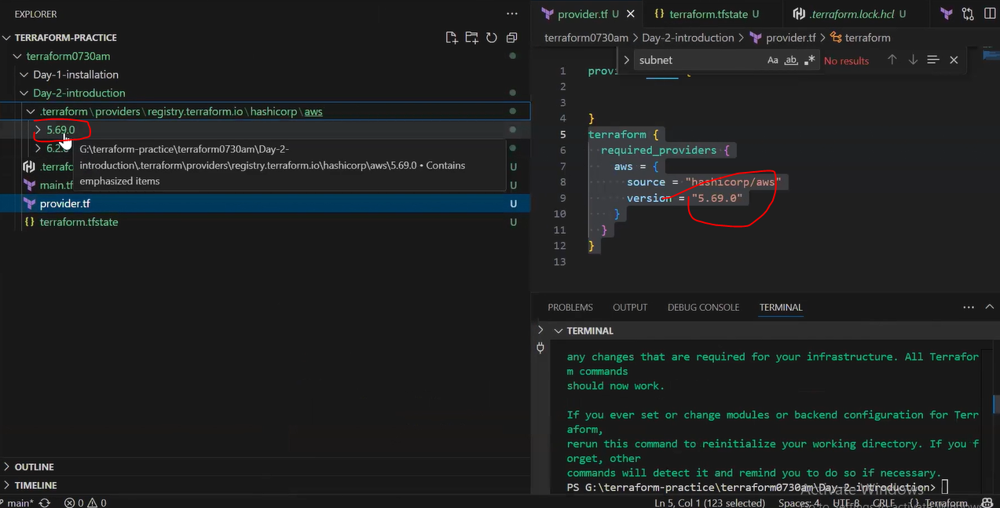 EXPLORER
TERRAFORM-PRACTICE
terraform0730am
Day-1-installation
Day-2-introduction
.terraform\providers\registry.terraform.io\hashicorp\aws
5.69.0
6.2.
G:\terraform-practice\terraform0730am\Day-2-
introduction\.terraform\providers\registry.terraform.io\hashicorp\aws\5.69.0 • Contains
emphasized items
.terrafo
U
main.tf
U
provider.tf
U
{} terraform.tfstate
U
OUTLINE
TIMELINE
provider.tf U
{} terraform.tfstate U
.terraform.lock.hcl U
terraform0730am > Day-2-introduction > provider.tf > terraform
subnet
Aa ab .*
No results
1 prov
2
3
4 }
5 terraform {
6 required_providers {
7 aws = {
8 source = "hashicorp/aws"
9 version = "5.69.0"
10 }
11 }
12 }
13
PROBLEMS OUTPUT DEBUG CONSOLE TERMINAL
TERMINAL
any changes that are required for your infrastructure. All Terrafor
m commands
should now work.
If you ever set or change modules or backend configuration for Terr
aform,
rerun this command to reinitialize your working directory. If you f
orget, other
commands will detect it and remind you to do so if necessary.
PS G:\terraform-practice\terraform0730am\Day-2-introduction>
Activate Windows
Go to Settings to activate Windows
main* 0 0 Ln 5, Col 1 (123 selected) Spaces: 4 UTF-8 CRLF {} Terraform